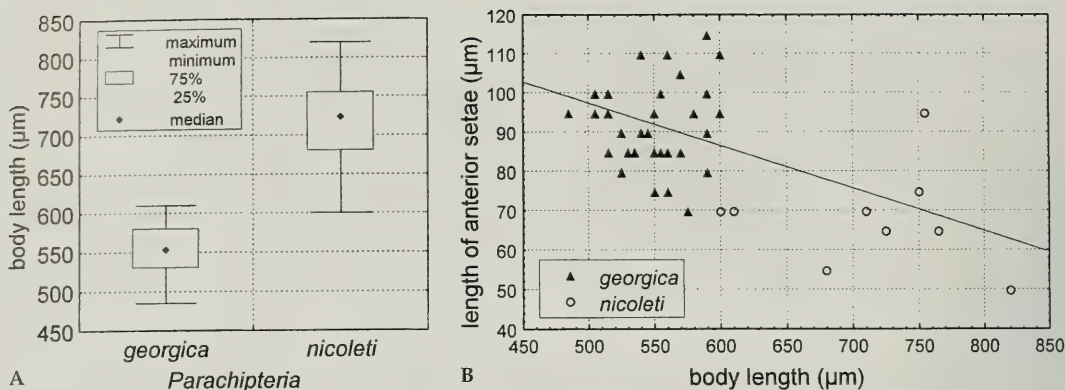 850
800
750
700
650
600
550
500
450
body length (µm)
maximum
minimum
75%
25%
median
georgica nicoleti
Parachipteria
A
120
110
100
90
80
70
60
50
40
length of anterior setae (µm)
georgica
nicoleti
450 500 550 600 650 700 750 800 850
body length (µm)
B